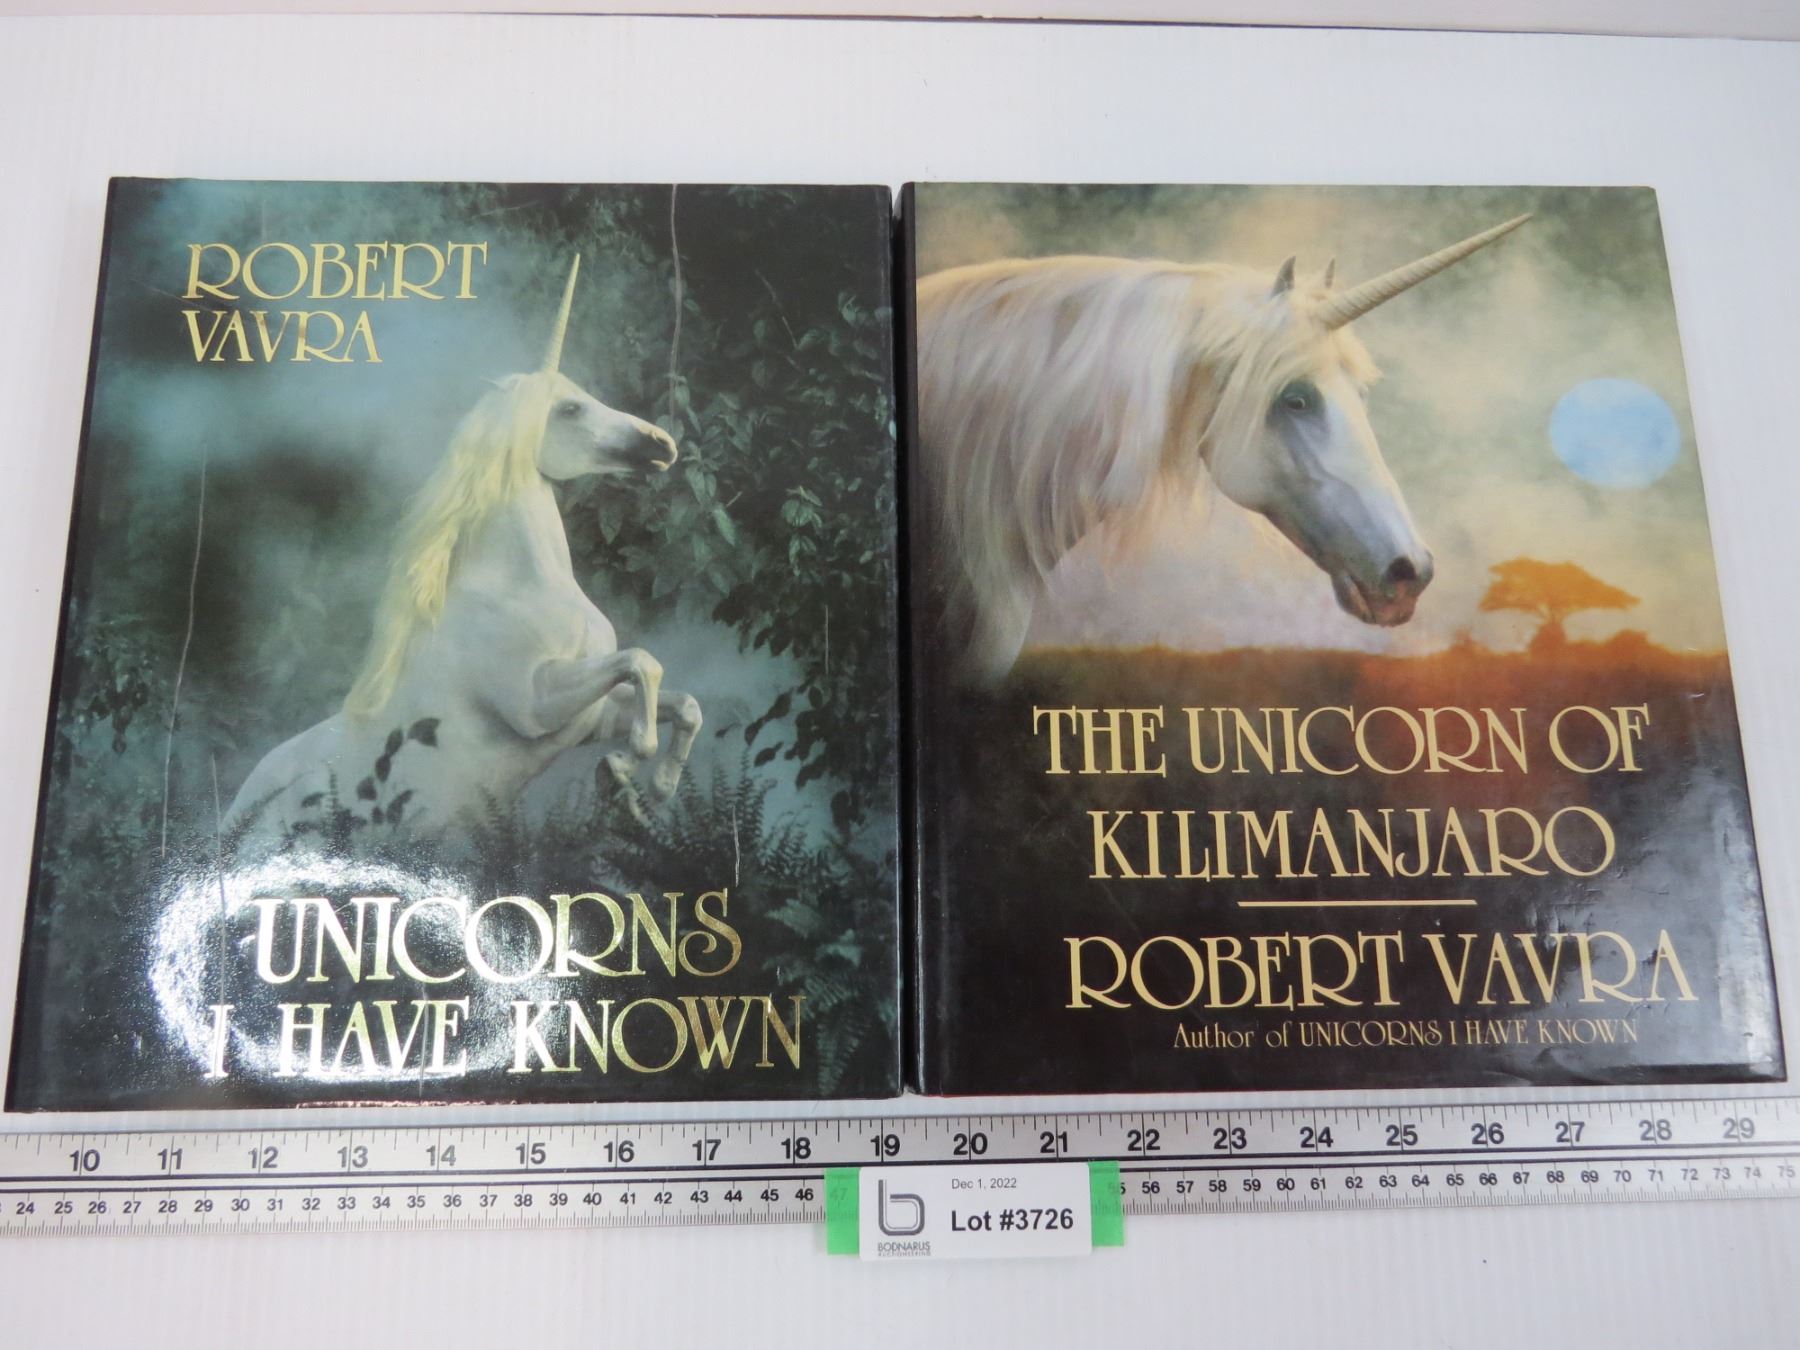 ROBERT
VAVRA
UNICORNS
I HAVE KNOWN
THE UNICORN OF
KILIMANJARO
ROBERT VAVRA
Author of UNICORNS I HAVE KNOWN
10 11 12 13 14 15 16 17 18 19 20 21 22 23 24 25 26 27 28 29
24 25 26 27 28 29 30 31 32 33 34 35 36 37 38 39 40 41 42 43 44 45 46 47 55 56 57 58 59 60 61 62 63 64 65 66 67 68 69 70 71 72 73 74 75
Dec 1, 2022
Lot #3726
b
BODNARUS
AUCTIONEERING